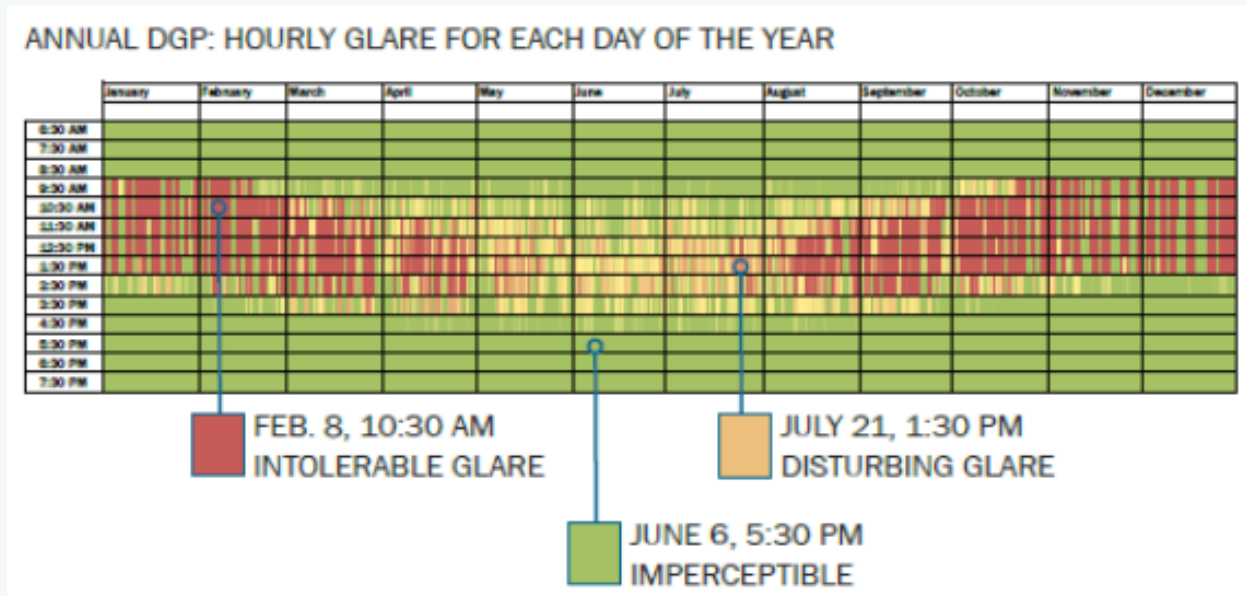 ANNUAL DGP: HOURLY GLARE FOR EACH DAY OF THE YEAR
January February March April May June July August September October November December
6:30 AM
7:30 AM
8:30 AM
9:30 AM
10:30 AM
11:30 AM
12:30 PM
1:30 PM
2:30 PM
3:30 PM
4:30 PM
5:30 PM
6:30 PM
7:30 PM
FEB. 8, 10:30 AM
INTOLERABLE GLARE
JULY 21, 1:30 PM
DISTURBING GLARE
JUNE 6, 5:30 PM
IMPERCEPTIBLE